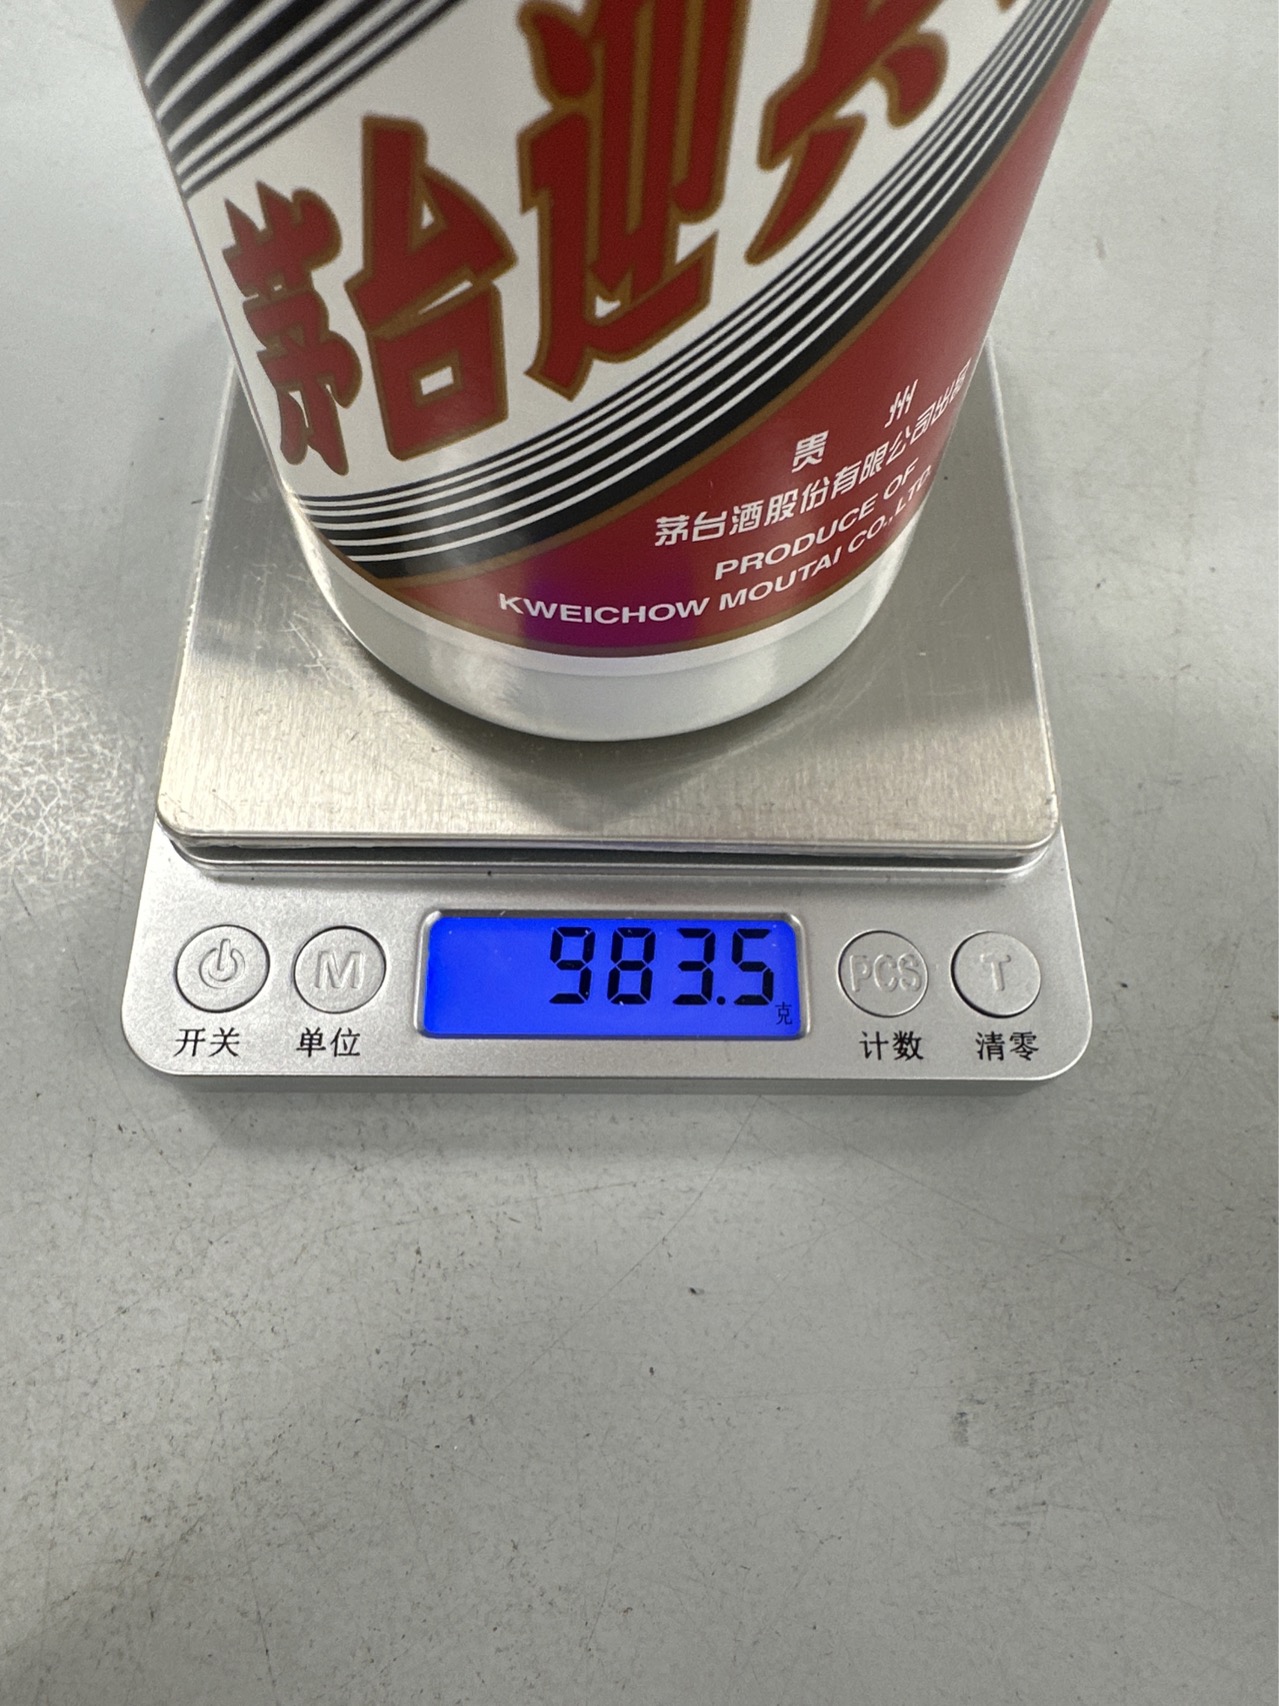 茅台迎宾
贵州
茅台酒股份有限公司出品
PRODUCE OF
KWEICHOW MOUTAI CO., LTD.
983.5
克
M
PCS
T
开关
单位
计数
清零